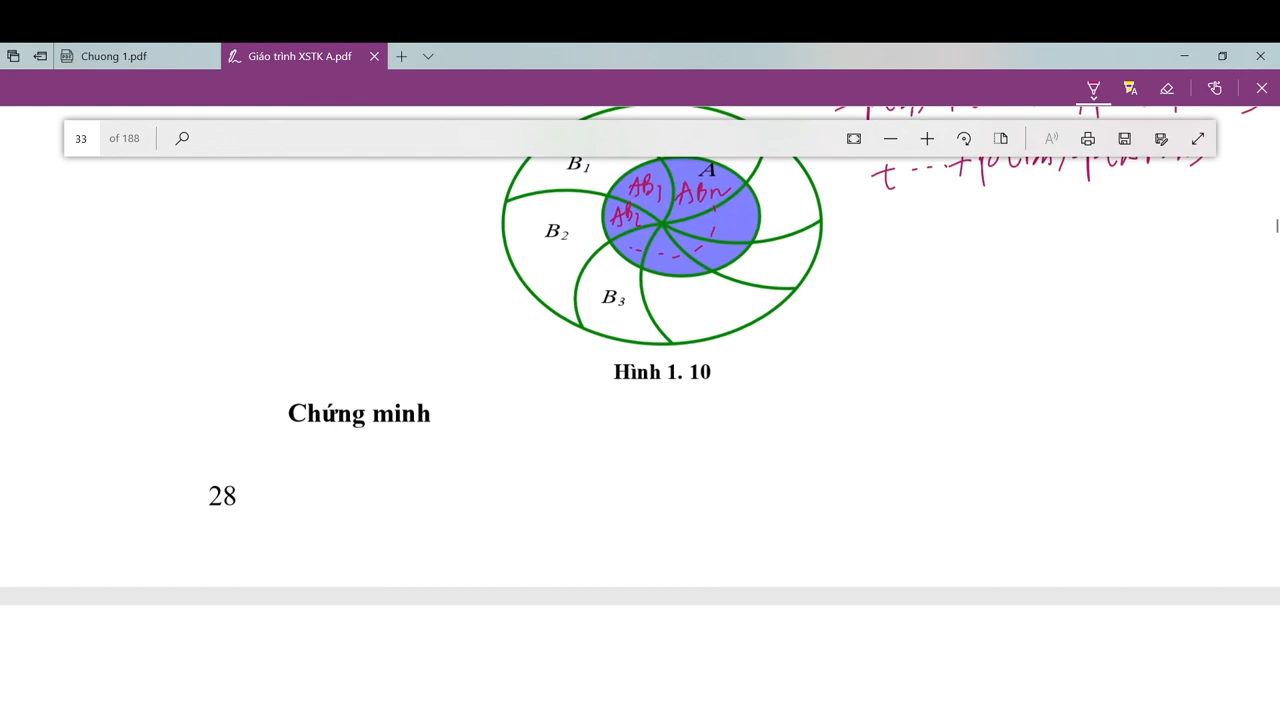 Chuong 1.pdf
Giáo trình XSTK A.pdf
33 of 188
B1
A
AB1
ABn
AB2
B2
B3
Hình 1. 10
Chứng minh
28